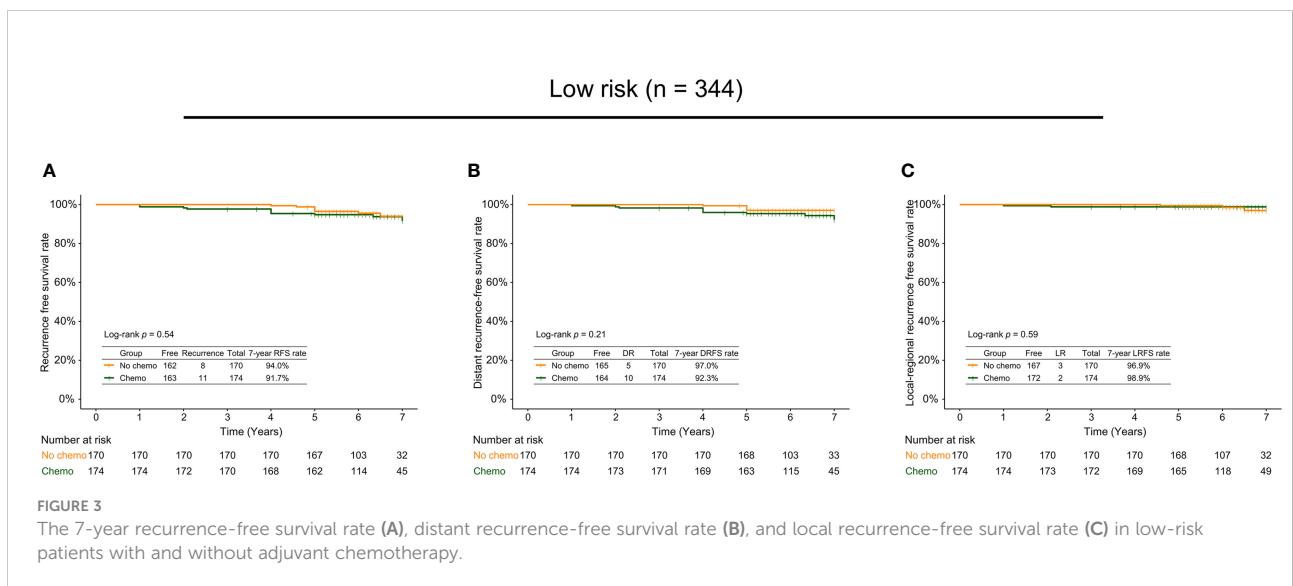 Low risk (n = 344)
A
Recurrence free survival rate
100%
80%
60%
40%
20%
0%
Log-rank p = 0.54
Group Free Recurrence Total 7-year RFS rate
No chemo 162 8 170 94.0%
Chemo 163 11 174 91.7%
0 1 2 3 4 5 6 7
Time (Years)
Number at risk
No chemo 170 170 170 170 170 167 103 32
Chemo 174 174 172 170 168 162 114 45
B
Distant recurrence-free survival rate
100%
80%
60%
40%
20%
0%
Log-rank p = 0.21
Group Free DR Total 7-year DRFS rate
No chemo 165 5 170 97.0%
Chemo 164 10 174 92.3%
0 1 2 3 4 5 6 7
Time (Years)
Number at risk
No chemo 170 170 170 170 170 168 103 33
Chemo 174 174 173 171 169 163 115 45
C
Local-regional recurrence free survival rate
100%
80%
60%
40%
20%
0%
Log-rank p = 0.59
Group Free LR Total 7-year LRFS rate
No chemo 167 3 170 96.9%
Chemo 172 2 174 98.9%
0 1 2 3 4 5 6 7
Time (Years)
Number at risk
No chemo 170 170 170 170 170 168 107 32
Chemo 174 174 173 172 169 165 118 49
FIGURE 3
The 7-year recurrence-free survival rate (A), distant recurrence-free survival rate (B), and local recurrence-free survival rate (C) in low-risk
patients with and without adjuvant chemotherapy.